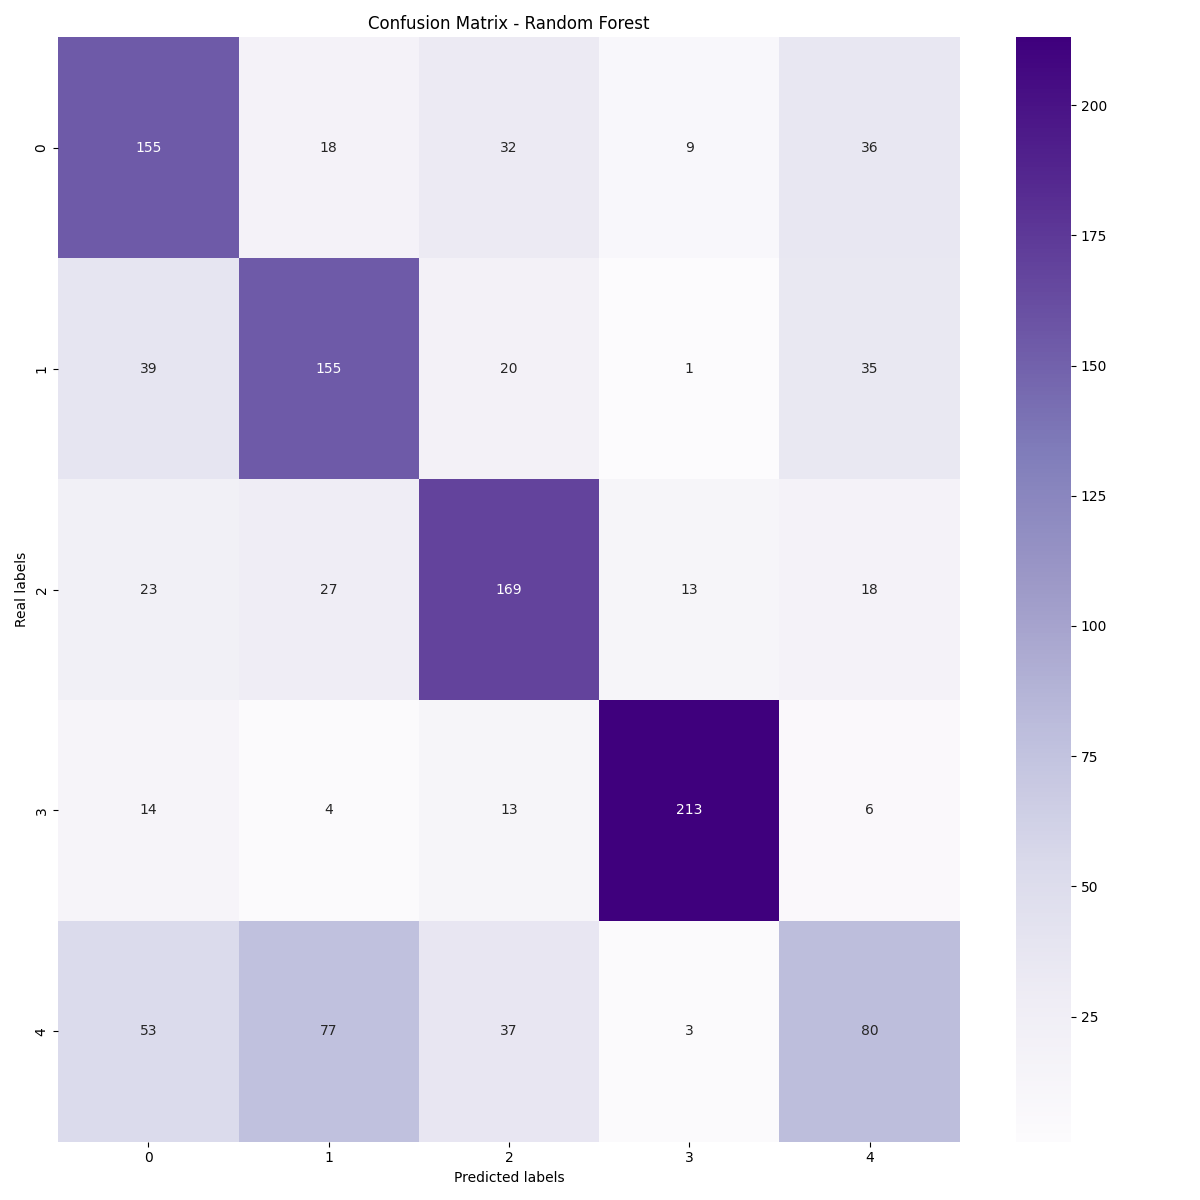 Confusion Matrix - Random Forest
Real labels
0 155 18 32 9 36
1 39 155 20 1 35
2 23 27 169 13 18
3 14 4 13 213 6
4 53 77 37 3 80
0 1 2 3 4
Predicted labels
200
175
150
125
100
75
50
25